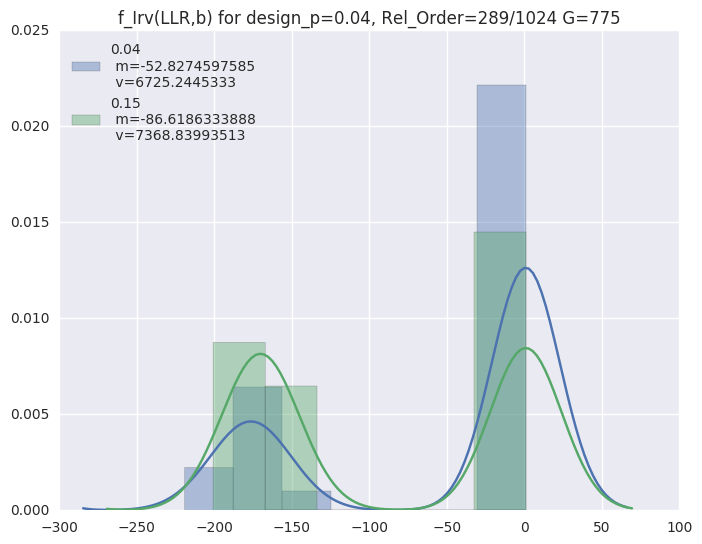 f_Irv(LLR,b) for design_p=0.04, Rel_Order=289/1024 G=775
0.04
m=-52.8274597585
v=6725.2445333
0.15
m=-86.6186333888
v=7368.83993513
0.025
0.020
0.015
0.010
0.005
0.000
−300 −250 −200 −150 −100 −50 0 50 100